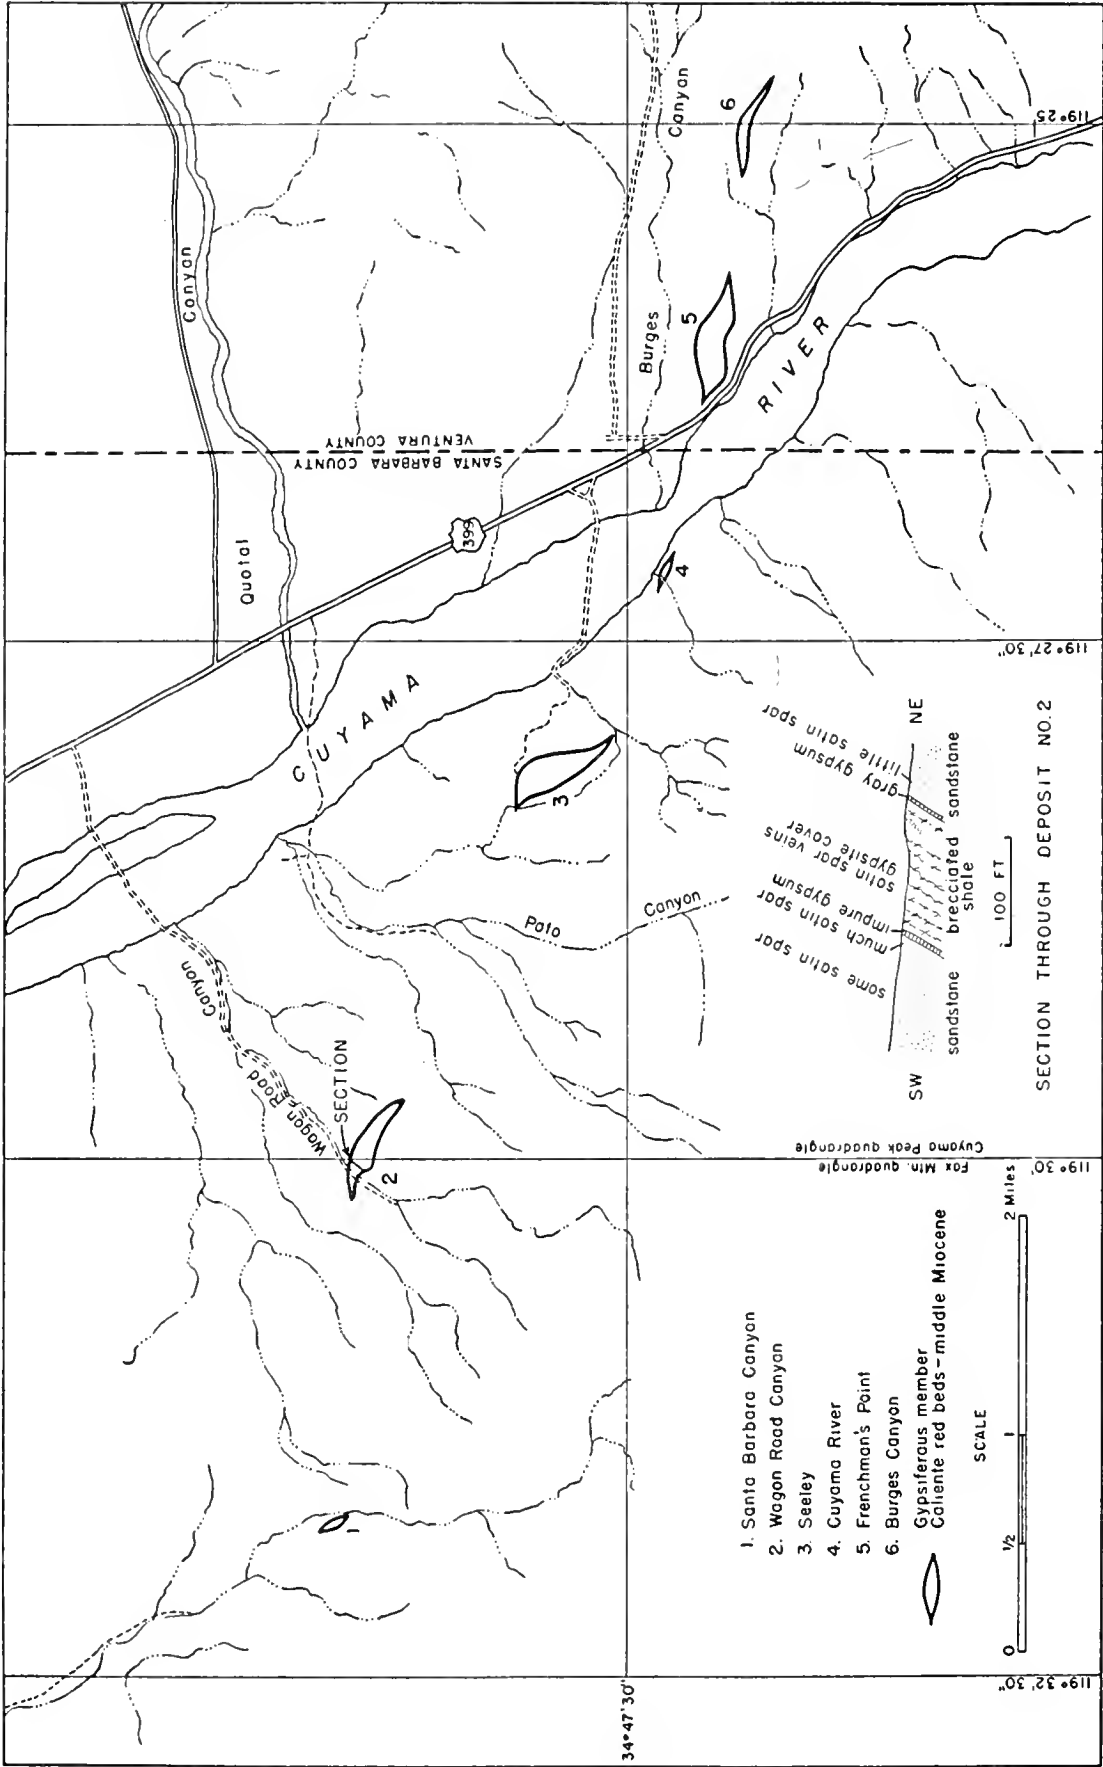 Canyon
Quatal
SANTA BARBARA COUNTY
VENTURA COUNTY
399
CUYAMA
RIVER
Burges
Canyon
6
5
4
3
Wagon Road
Canyon
SECTION
2
1
Pato
Canyon
34°47'30"
119°32'30"
119°30'
119°27'30"
119°25'
Fox Mtn. quadrangle
Cuyama Peak quadrangle
1. Santa Barbara Canyon
2. Wagon Road Canyon
3. Seeley
4. Cuyama River
5. Frenchman's Point
6. Burges Canyon
Gypsiferous member
Caliente red beds - middle Miocene
SCALE
0 1/2 1 2 Miles
some satin spar
much satin spar
impure gypsum
satin spar veins
gypsite cover
gray gypsum
little satin spar
SW
NE
sandstane
brecciated
shale
sandstane
100 FT
SECTION THROUGH DEPOSIT NO. 2